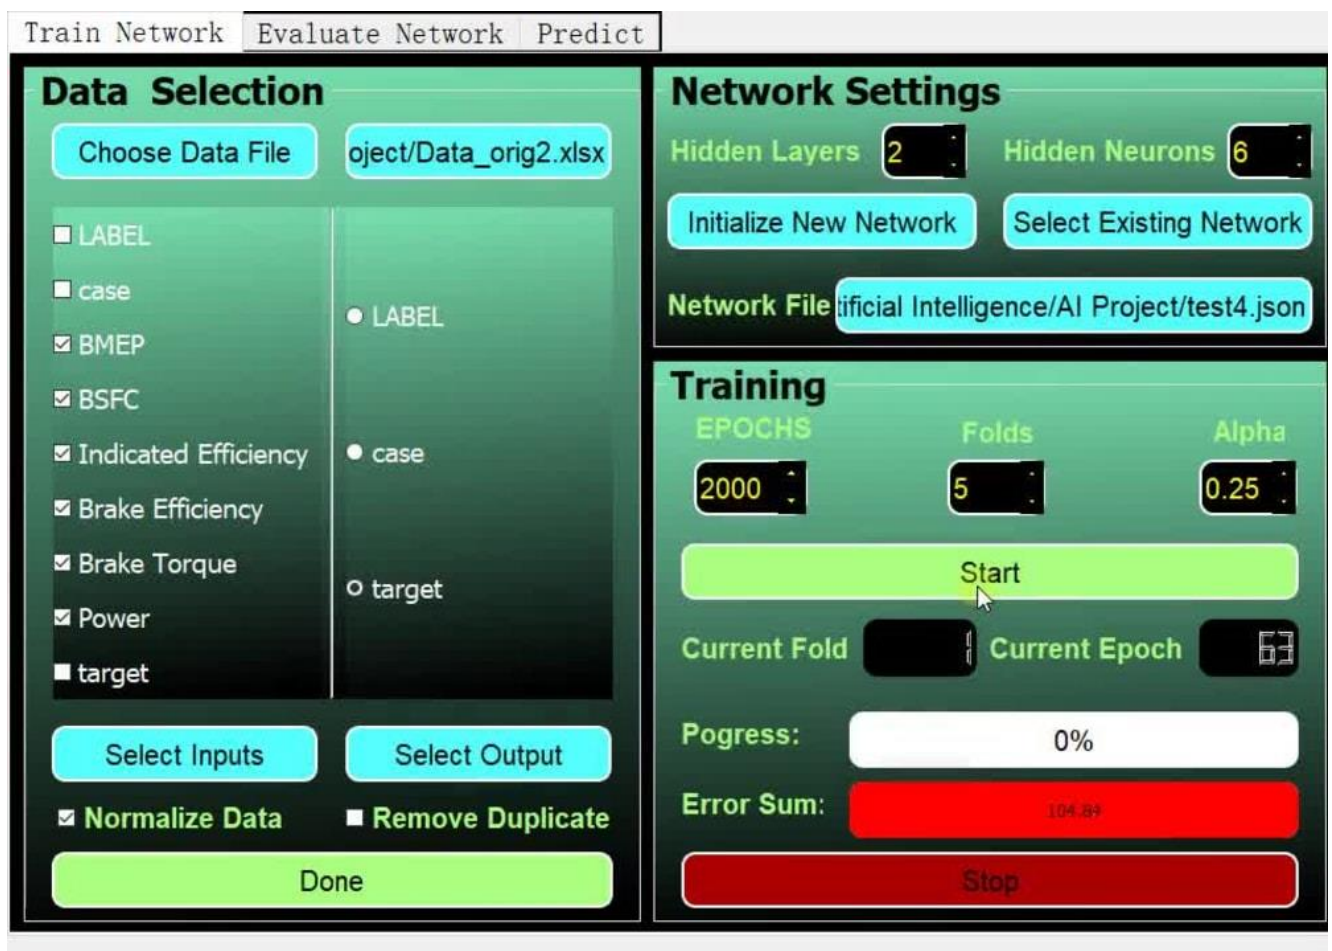 Train Network Evaluate Network Predict
Data Selection
Choose Data File oject/Data_orig2.xlsx
LABEL
case
BMEP
BSFC
Indicated Efficiency
Brake Efficiency
Brake Torque
Power
target
LABEL
case
target
Select Inputs Select Output
Normalize Data Remove Duplicate
Done
Network Settings
Hidden Layers 2 Hidden Neurons 6
Initialize New Network Select Existing Network
Network File tificial Intelligence/AI Project/test4.json
Training
EPOCHS Folds Alpha
2000 5 0.25
Start
Current Fold 1 Current Epoch 63
Pogress: 0%
Error Sum: 104.84
Stop